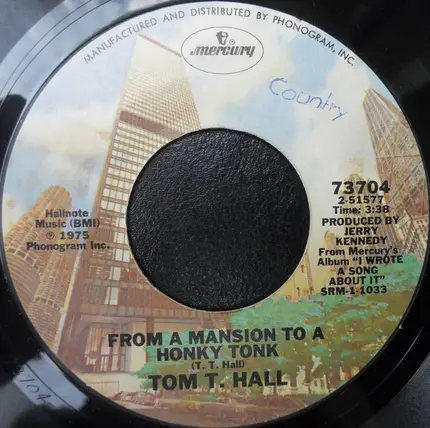 MANUFACTURED AND DISTRIBUTED BY PHONOGRAM, INC.
mercury
Country
Hallnote
Music (BMI)
℗ 1975
Phonogram Inc.
73704
2-51577
Time: 3:38
PRODUCED BY
JERRY
KENNEDY
From Mercury's
Album "I WROTE
A SONG
ABOUT IT"
SRM-1-1033
FROM A MANSION TO A
HONKY TONK
(T. T. Hall)
TOM T. HALL